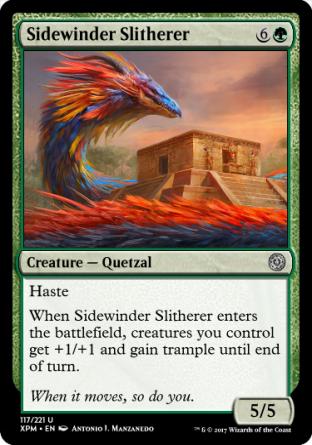 Sidewinder Slitherer 6
Creature — Quetzal
Haste
When Sidewinder Slitherer enters
the battlefield, creatures you control
get +1/+1 and gain trample until end
of turn.
When it moves, so do you.
5/5
117/221 U
XPM • EN Antonio J. Manzanedo
™ & © 2017 Wizards of the Coast